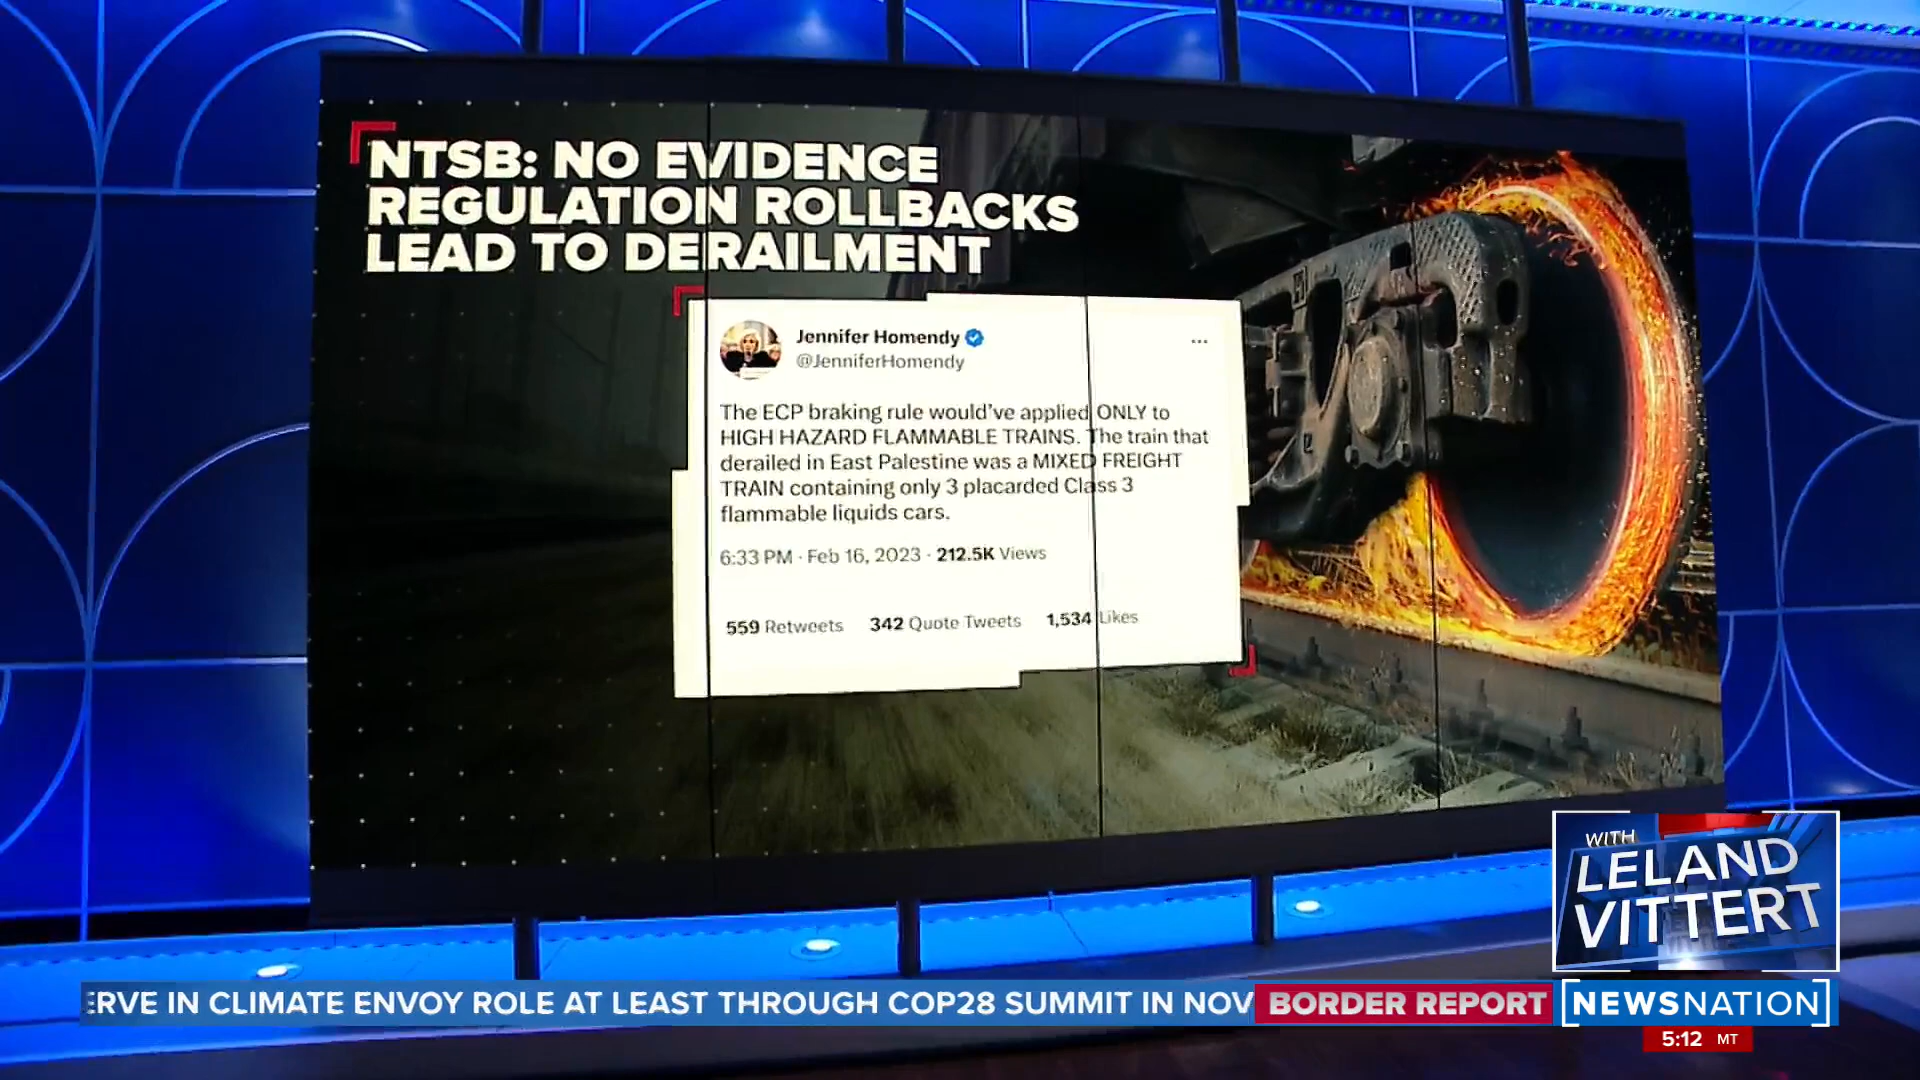 NTSB: NO EVIDENCE
REGULATION ROLLBACKS
LEAD TO DERAILMENT
Jennifer Homendy
@JenniferHomendy
The ECP braking rule would've applied ONLY to
HIGH HAZARD FLAMMABLE TRAINS. The train that
derailed in East Palestine was a MIXED FREIGHT
TRAIN containing only 3 placarded Class 3
flammable liquids cars.
6:33 PM · Feb 16, 2023 · 212.5K Views
559 Retweets 342 Quote Tweets 1,534 Likes
WITH
LELAND
VITTERT
ERVE IN CLIMATE ENVOY ROLE AT LEAST THROUGH COP28 SUMMIT IN NOV BORDER REPORT NEWSNATION
5:12 MT